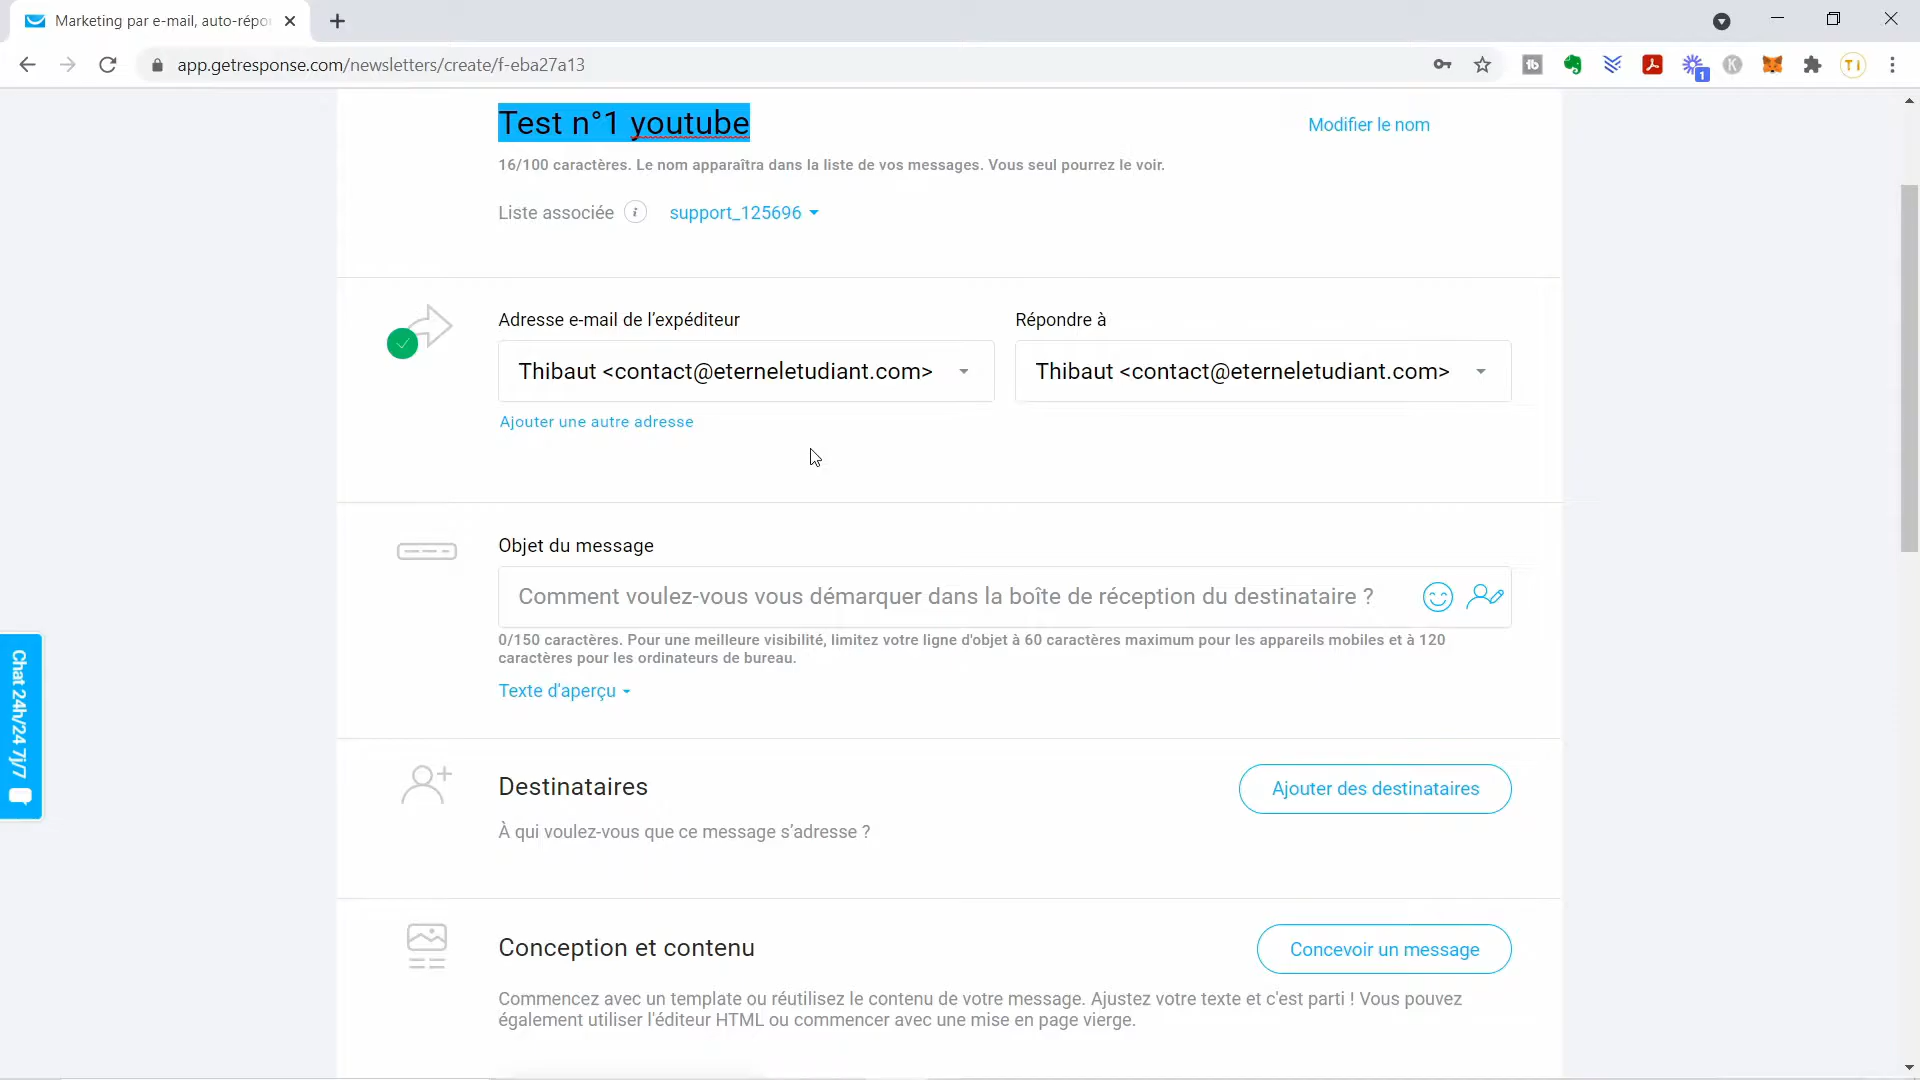 Marketing par e-mail, auto-répo
app.getresponse.com/newsletters/create/f-eba27a13
Test n°1 youtube
Modifier le nom
16/100 caractères. Le nom apparaîtra dans la liste de vos messages. Vous seul pourrez le voir.
Liste associée
support_125696
Adresse e-mail de l'expéditeur
Répondre à
Thibaut <contact@eterneletudiant.com>
Thibaut <contact@eterneletudiant.com>
Ajouter une autre adresse
Objet du message
Comment voulez-vous vous démarquer dans la boîte de réception du destinataire ?
0/150 caractères. Pour une meilleure visibilité, limitez votre ligne d'objet à 60 caractères maximum pour les appareils mobiles et à 120
caractères pour les ordinateurs de bureau.
Texte d'aperçu
Chat 24h/24 7j/7
Destinataires
Ajouter des destinataires
À qui voulez-vous que ce message s'adresse ?
Conception et contenu
Concevoir un message
Commencez avec un template ou réutilisez le contenu de votre message. Ajustez votre texte et c'est parti ! Vous pouvez
également utiliser l'éditeur HTML ou commencer avec une mise en page vierge.